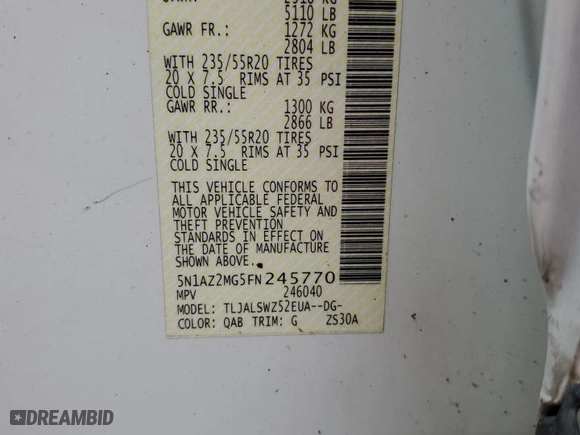 5110 LB
GAWR FR.: 1272 KG
2804 LB
WITH 235/55R20 TIRES
20 X 7.5 RIMS AT 35 PSI
COLD SINGLE
GAWR RR.: 1300 KG
2866 LB
WITH 235/55R20 TIRES
20 X 7.5 RIMS AT 35 PSI
COLD SINGLE
THIS VEHICLE CONFORMS TO
ALL APPLICABLE FEDERAL
MOTOR VEHICLE SAFETY AND
THEFT PREVENTION
STANDARDS IN EFFECT ON
THE DATE OF MANUFACTURE
SHOWN ABOVE.
5N1AZ2MG5FN245770
MPV 246040
MODEL: TLJALSWZ52EUA--DG-
COLOR: QAB TRIM: G ZS30A
DREAMBID